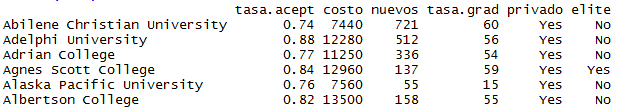 tasa.acept costo nuevos tasa.grad privado elite
Abilene Christian University 0.74 7440 721 60 Yes No
Adelphi University 0.88 12280 512 56 Yes No
Adrian College 0.77 11250 336 54 Yes No
Agnes Scott College 0.84 12960 137 59 Yes Yes
Alaska Pacific University 0.76 7560 55 15 Yes No
Albertson College 0.82 13500 158 55 Yes No